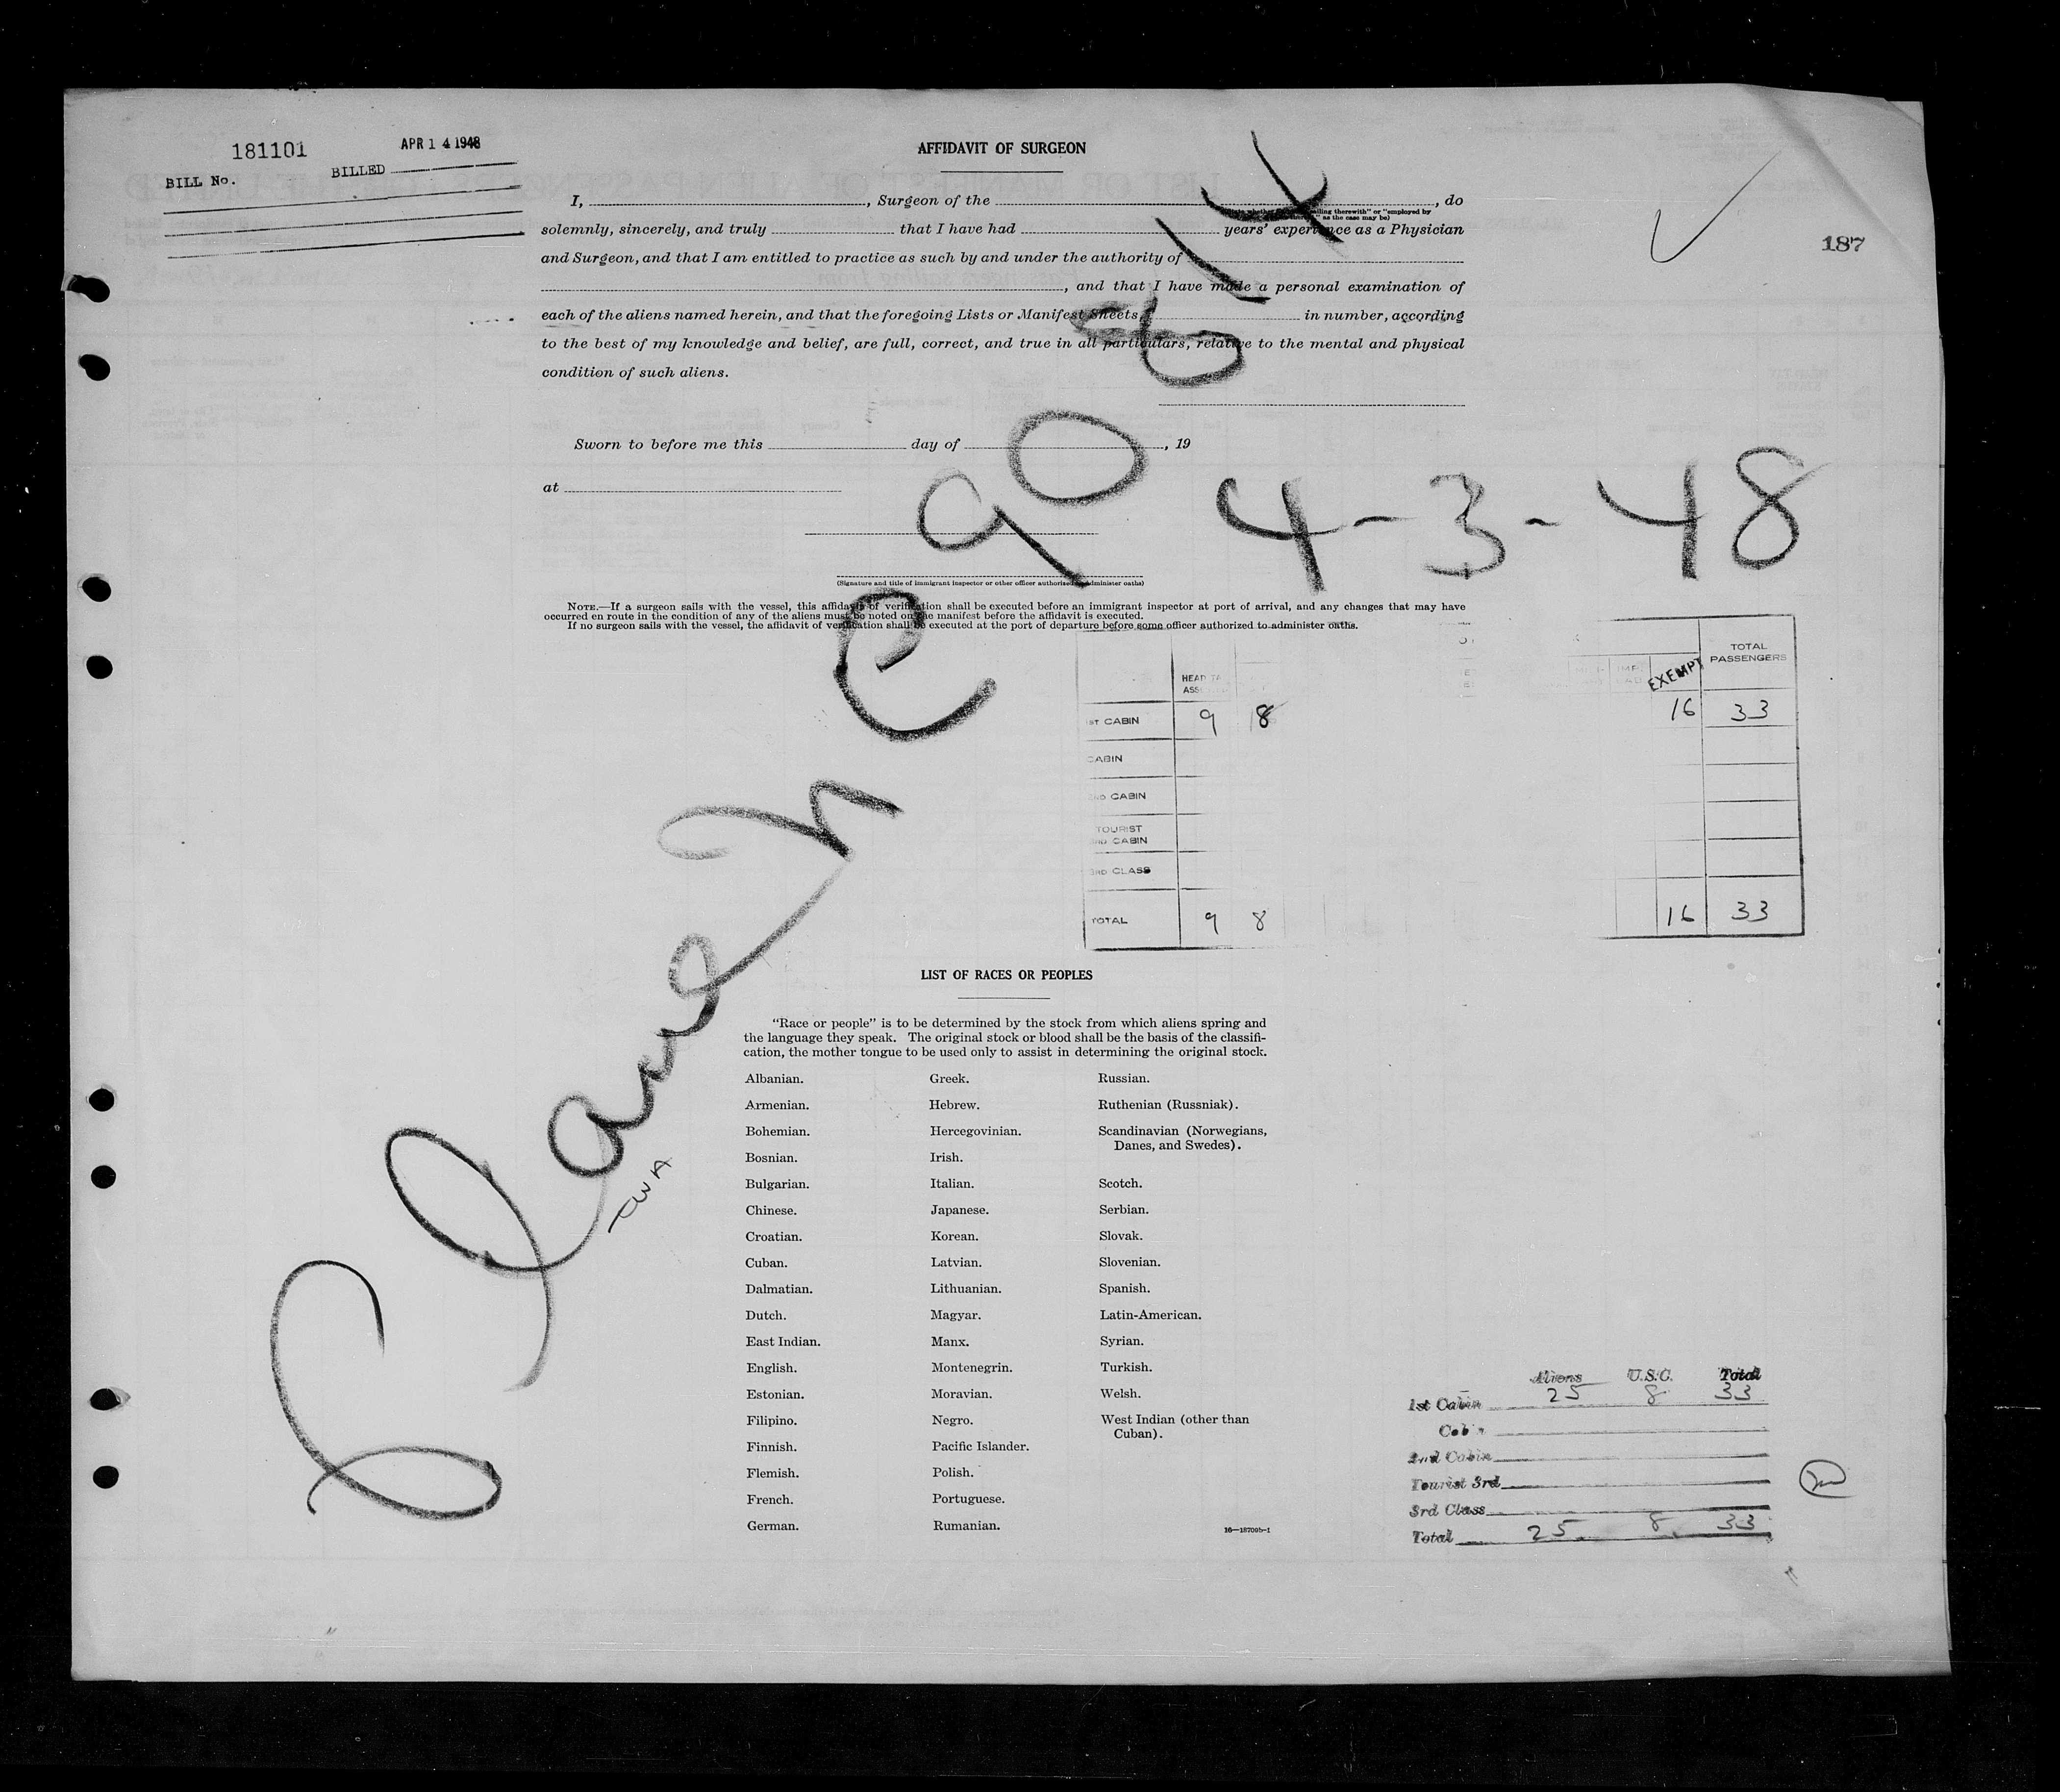 181101
APR 14 1948
BILL No.
BILLED
AFFIDAVIT OF SURGEON
187
I, , Surgeon of the , do
ailing therewith" or "employed by
" as the case may be)
solemnly, sincerely, and truly that I have had years' experience as a Physician
and Surgeon, and that I am entitled to practice as such by and under the authority of
, and that I have made a personal examination of
each of the aliens named herein, and that the foregoing Lists or Manifest Sheets, in number, according
to the best of my knowledge and belief, are full, correct, and true in all particulars, relative to the mental and physical
condition of such aliens.
Sworn to before me this day of , 19
at
4-3-48
(Signature and title of immigrant inspector or other officer authorized to administer oaths)
NOTE.—If a surgeon sails with the vessel, this affidavit of verification shall be executed before an immigrant inspector at port of arrival, and any changes that may have
occurred en route in the condition of any of the aliens must be noted on the manifest before the affidavit is executed.
If no surgeon sails with the vessel, the affidavit of verification shall be executed at the port of departure before some officer authorized to administer oaths.
HEAD TA
EXEMPT
TOTAL PASSENGERS
1ST CABIN 9 8 16 33
CABIN
2ND CABIN
TOURIST
3RD CABIN
3RD CLASS
TOTAL 9 8 16 33
TWA
LIST OF RACES OR PEOPLES
"Race or people" is to be determined by the stock from which aliens spring and
the language they speak. The original stock or blood shall be the basis of the classifi-
cation, the mother tongue to be used only to assist in determining the original stock.
Albanian. Greek. Russian.
Armenian. Hebrew. Ruthenian (Russniak).
Bohemian. Hercegovinian. Scandinavian (Norwegians,
Danes, and Swedes).
Bosnian. Irish.
Bulgarian. Italian. Scotch.
Chinese. Japanese. Serbian.
Croatian. Korean. Slovak.
Cuban. Latvian. Slovenian.
Dalmatian. Lithuanian. Spanish.
Dutch. Magyar. Latin-American.
East Indian. Manx. Syrian.
English. Montenegrin. Turkish.
Estonian. Moravian. Welsh.
Filipino. Negro. West Indian (other than
Cuban).
Finnish. Pacific Islander.
Flemish. Polish.
French. Portuguese.
German. Rumanian.
16—18709b-1
Aliens U.S.C. Total
1st Cabin 25 8 33
Cabin
2nd Cabin
Tourist 3rd
3rd Class
Total 25 8 33